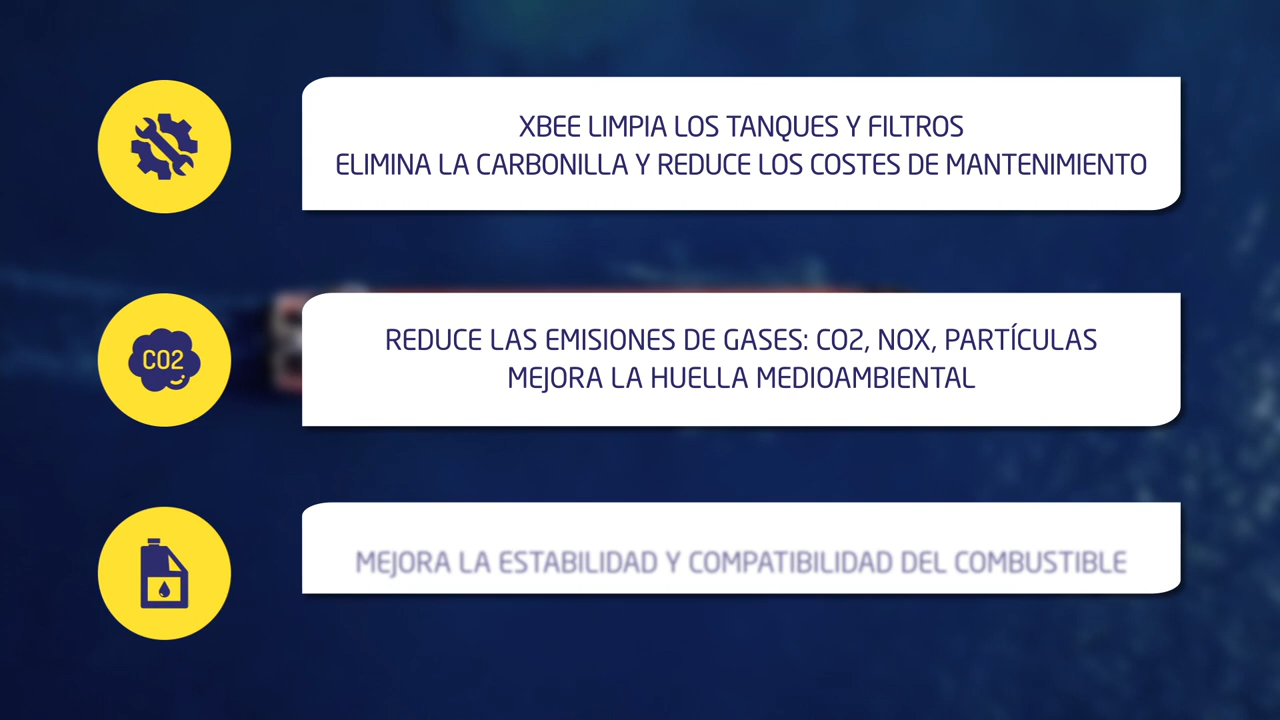 XBEE LIMPIA LOS TANQUES Y FILTROS
ELIMINA LA CARBONILLA Y REDUCE LOS COSTES DE MANTENIMIENTO
CO2
REDUCE LAS EMISIONES DE GASES: CO2, NOX, PARTÍCULAS
MEJORA LA HUELLA MEDIOAMBIENTAL
MEJORA LA ESTABILIDAD Y COMPATIBILIDAD DEL COMBUSTIBLE